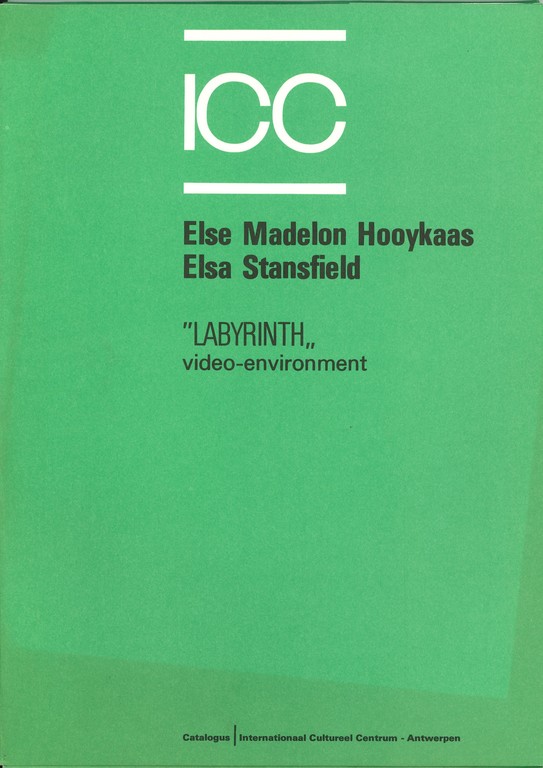 ICC
Else Madelon Hooykaas
Elsa Stansfield
"LABYRINTH„
video-environment
Catalogus | Internationaal Cultureel Centrum - Antwerpen